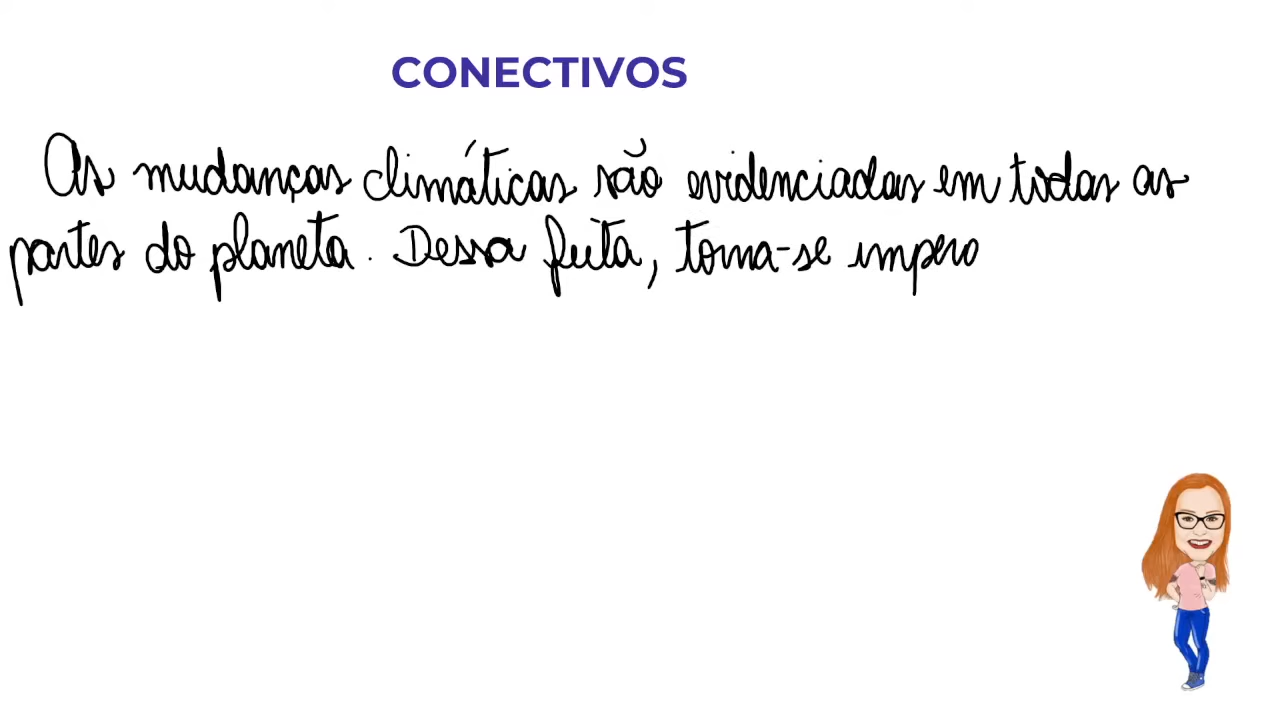 CONECTIVOS
As mudanças climáticas são evidenciadas em todas as
partes do planeta. Dessa feita, torna-se impero